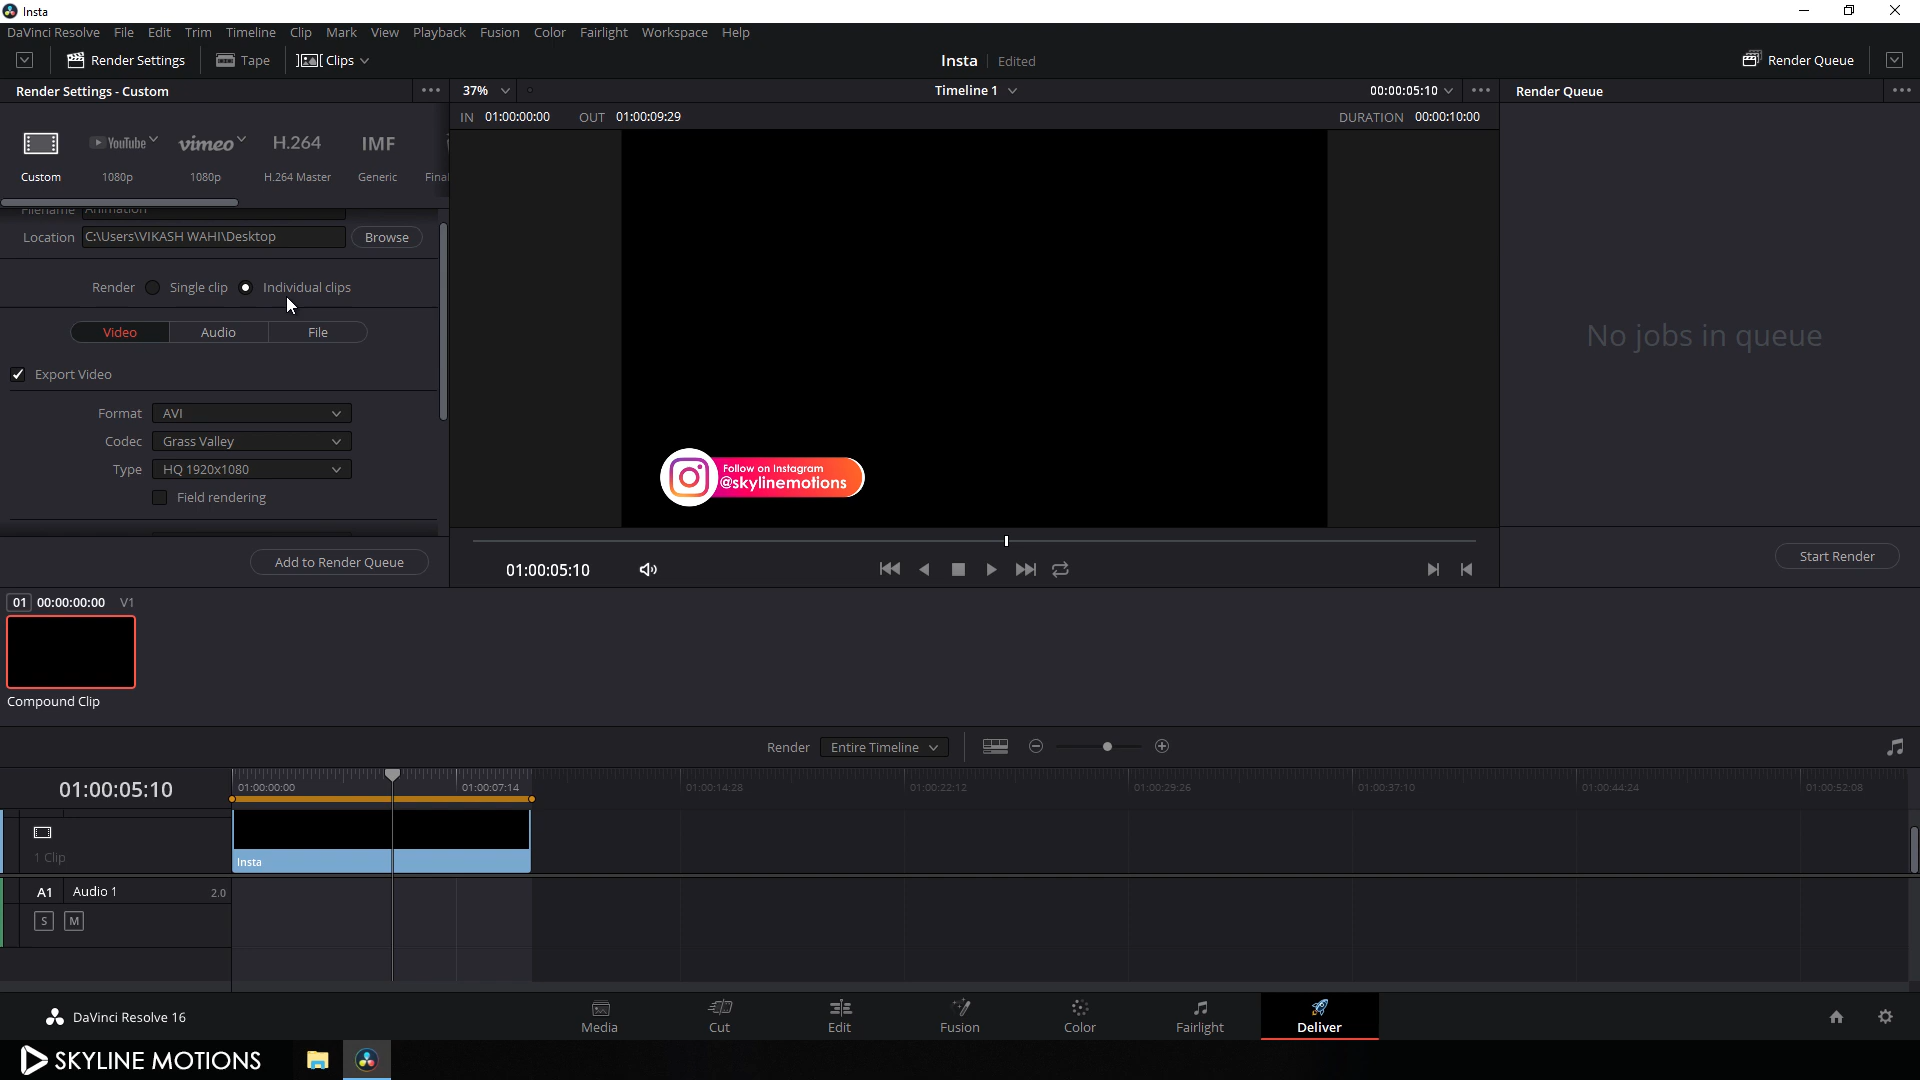 Insta
DaVinci Resolve File Edit Trim Timeline Clip Mark View Playback Fusion Color Fairlight Workspace Help
Render Settings Tape Clips Insta Edited Render Queue
Render Settings - Custom 37% Timeline 1 00:00:05:10 Render Queue
IN 01:00:00:00 OUT 01:00:09:29 DURATION 00:00:10:00
YouTube vimeo H.264 IMF
Custom 1080p 1080p H.264 Master Generic Final
Filename Animation
Location C:\Users\VIKASH WAHI\Desktop Browse
Render Single clip Individual clips
Video Audio File
No jobs in queue
Export Video
Format AVI
Codec Grass Valley
Type HQ 1920x1080
Field rendering
Follow on Instagram
@skylinemotions
Add to Render Queue 01:00:05:10 Start Render
01 00:00:00:00 V1
Compound Clip
Render Entire Timeline
01:00:05:10 01:00:00:00 01:00:07:14 01:00:14:28 01:00:22:12 01:00:29:26 01:00:37:10 01:00:44:24 01:00:52:08
1 Clip Insta
A1 Audio 1 2.0
S M
DaVinci Resolve 16 Media Cut Edit Fusion Color Fairlight Deliver
SKYLINE MOTIONS